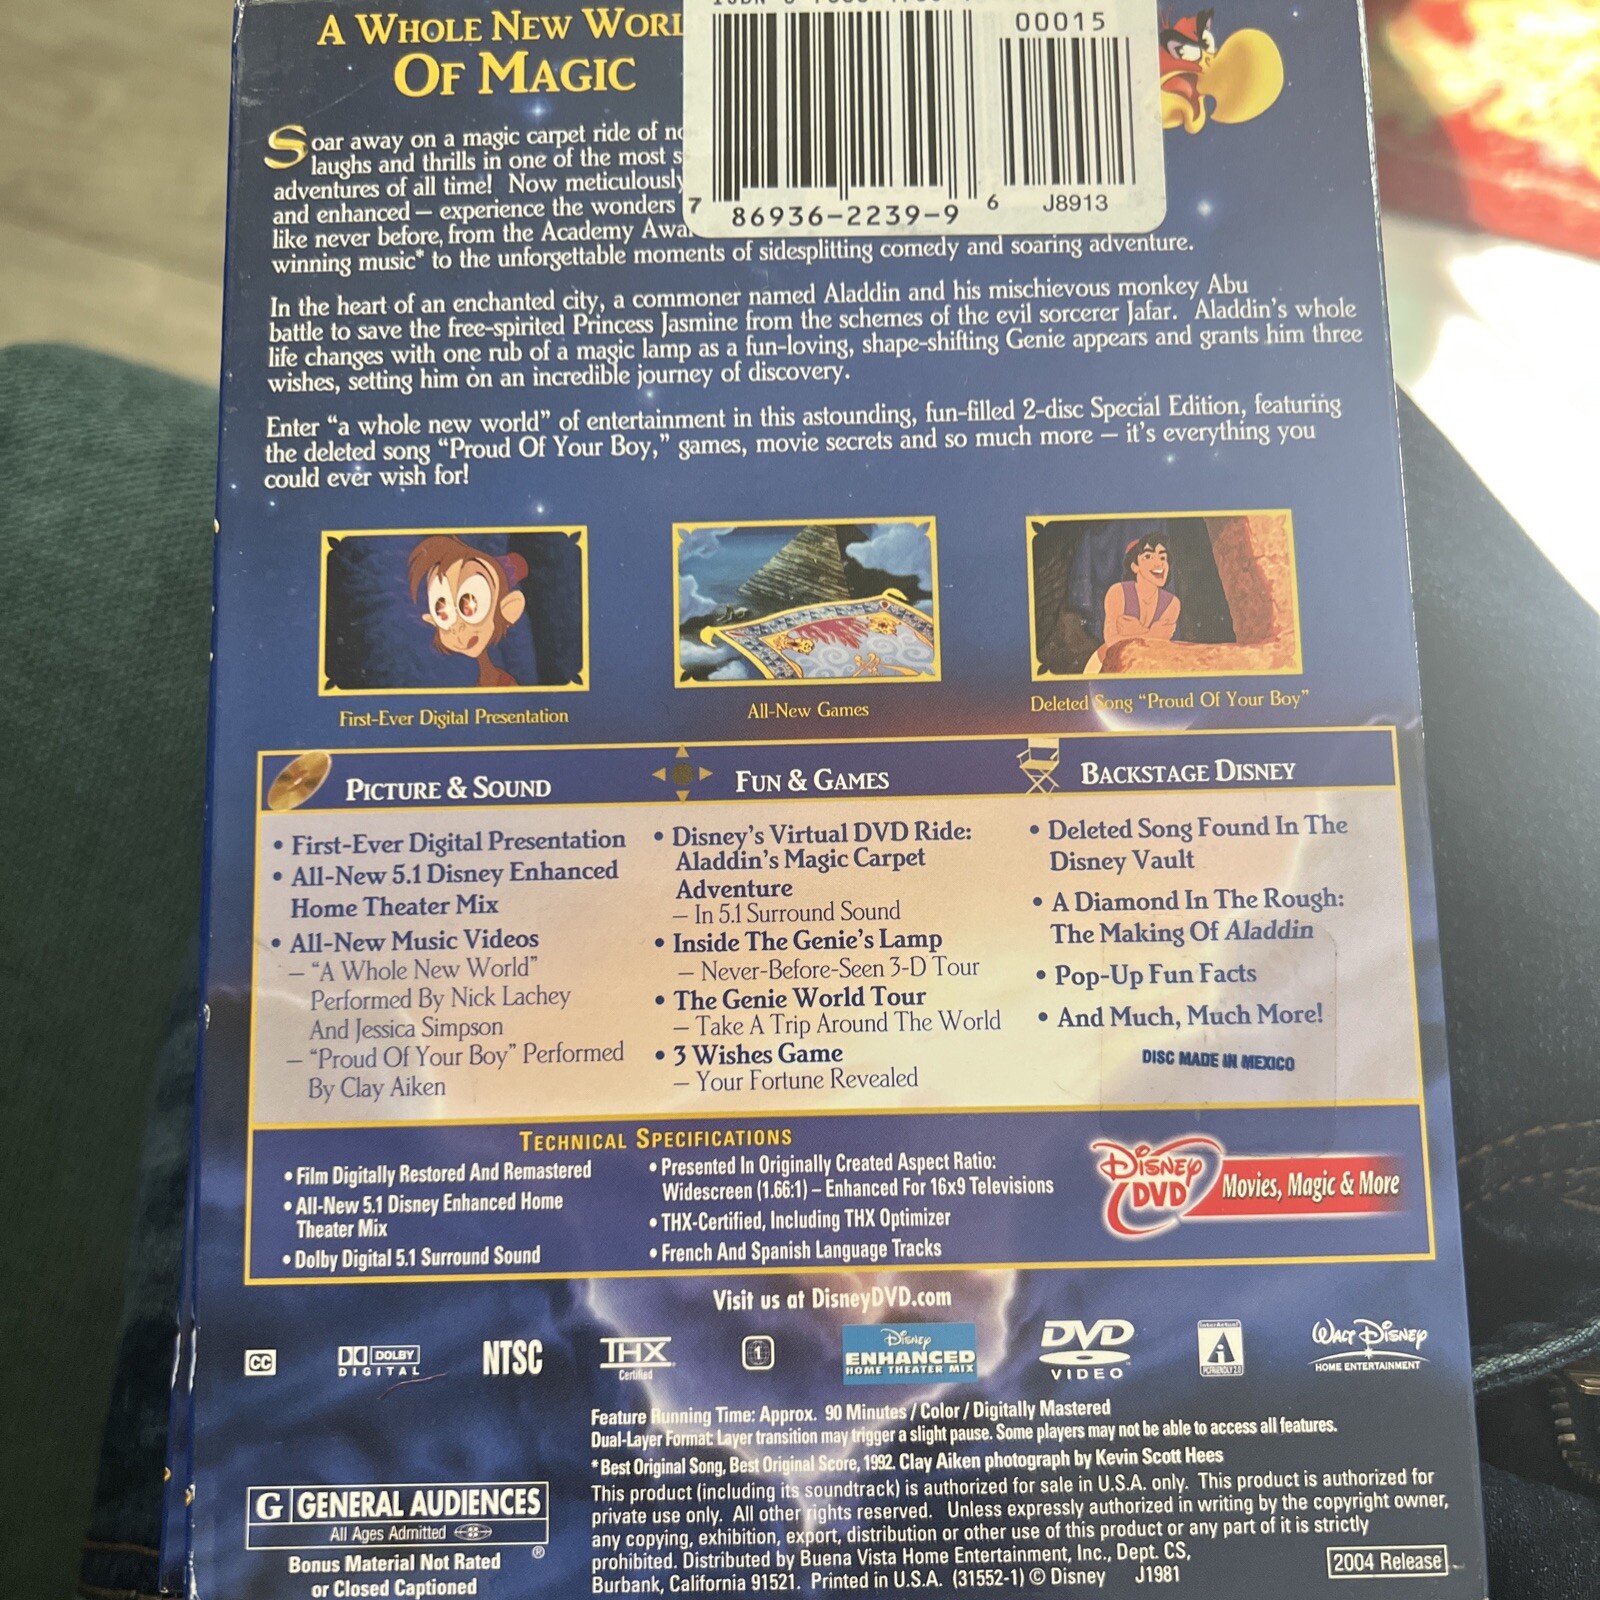 A WHOLE NEW WORL
OF MAGIC
00015
7 86936-2239-9 6
J8913
Soar away on a magic carpet ride of
laughs and thrills in one of the most
adventures of all time! Now meticulously
and enhanced – experience the wonders
like never before, from the Academy
winning music* to the unforgettable moments of sidesplitting comedy and soaring adventure.
In the heart of an enchanted city, a commoner named Aladdin and his mischievous monkey Abu
battle to save the free-spirited Princess Jasmine from the schemes of the evil sorcerer Jafar. Aladdin's whole
life changes with one rub of a magic lamp as a fun-loving, shape-shifting Genie appears and grants him three
wishes, setting him on an incredible journey of discovery.
Enter "a whole new world" of entertainment in this astounding, fun-filled 2-disc Special Edition, featuring
the deleted song "Proud Of Your Boy," games, movie secrets and so much more – it's everything you
could ever wish for!
First-Ever Digital Presentation
All-New Games
Deleted Song "Proud Of Your Boy"
PICTURE & SOUND
• First-Ever Digital Presentation
• All-New 5.1 Disney Enhanced
Home Theater Mix
• All-New Music Videos
– "A Whole New World"
Performed By Nick Lachey
And Jessica Simpson
– "Proud Of Your Boy" Performed
By Clay Aiken
FUN & GAMES
• Disney's Virtual DVD Ride:
Aladdin's Magic Carpet
Adventure
– In 5.1 Surround Sound
• Inside The Genie's Lamp
– Never-Before-Seen 3-D Tour
• The Genie World Tour
– Take A Trip Around The World
• 3 Wishes Game
– Your Fortune Revealed
BACKSTAGE DISNEY
• Deleted Song Found In The
Disney Vault
• A Diamond In The Rough:
The Making Of Aladdin
• Pop-Up Fun Facts
• And Much, Much More!
DISC MADE IN MEXICO
TECHNICAL SPECIFICATIONS
• Film Digitally Restored And Remastered
• All-New 5.1 Disney Enhanced Home
Theater Mix
• Dolby Digital 5.1 Surround Sound
• Presented In Originally Created Aspect Ratio:
Widescreen (1.66:1) – Enhanced For 16x9 Televisions
• THX-Certified, Including THX Optimizer
• French And Spanish Language Tracks
DISNEY
DVD
Movies, Magic & More
Visit us at DisneyDVD.com
CC
DOLBY
DIGITAL
NTSC
THX
Certified
1
DISNEY
ENHANCED
HOME THEATER MIX
DVD
VIDEO
i
WALT DISNEY
HOME ENTERTAINMENT
Feature Running Time: Approx. 90 Minutes / Color / Digitally Mastered
Dual-Layer Format: Layer transition may trigger a slight pause. Some players may not be able to access all features.
*Best Original Song, Best Original Score, 1992. Clay Aiken photograph by Kevin Scott Hees
This product (including its soundtrack) is authorized for sale in U.S.A. only. This product is authorized for
private use only. All other rights reserved. Unless expressly authorized in writing by the copyright owner,
any copying, exhibition, export, distribution or other use of this product or any part of it is strictly
prohibited. Distributed by Buena Vista Home Entertainment, Inc., Dept. CS,
Burbank, California 91521. Printed in U.S.A. (31552-1) © Disney J1981
2004 Release
G GENERAL AUDIENCES
All Ages Admitted
®
Bonus Material Not Rated
or Closed Captioned